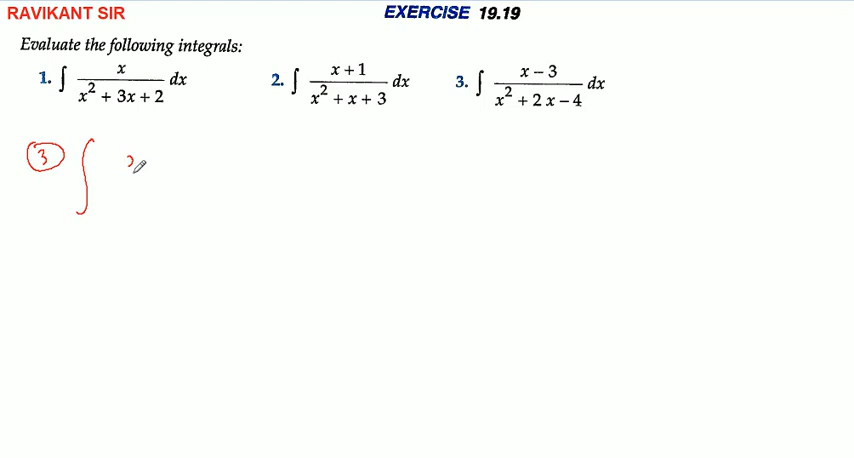 RAVIKANT SIR EXERCISE 19.19
Evaluate the following integrals:
1. ∫ x / (x² + 3x + 2) dx 2. ∫ (x + 1) / (x² + x + 3) dx 3. ∫ (x − 3) / (x² + 2x − 4) dx
3 ∫